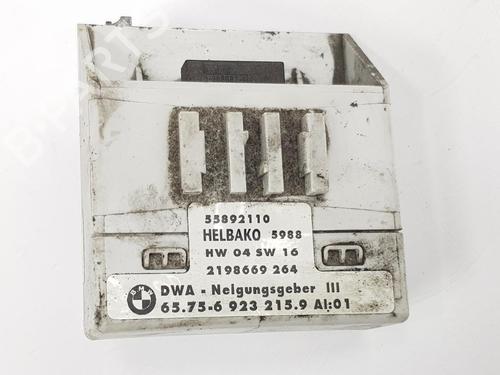 55892110
HELBAKO 5988
HW 04 SW 16
2198669 264
DWA - Neigungsgeber III
65.75-6 923 215.9 AI:01